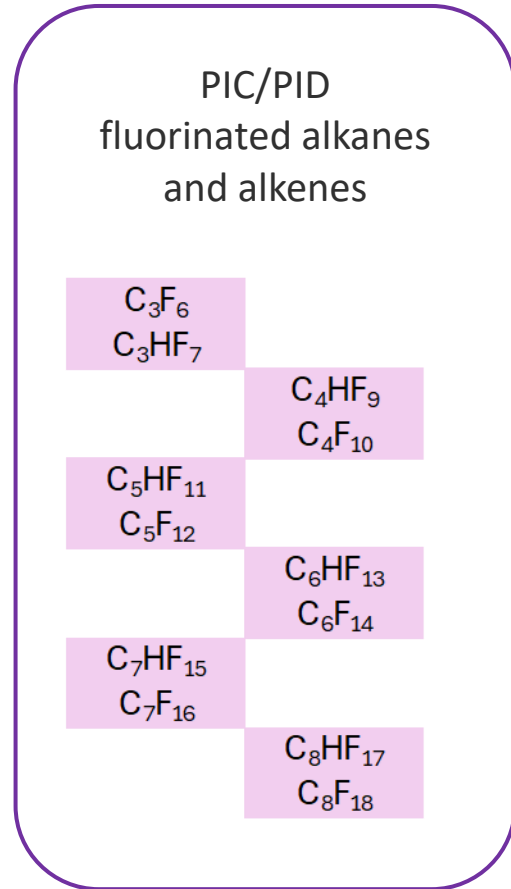 PIC/PID
fluorinated alkanes
and alkenes
C₃F₆
C₃HF₇
C₄HF₉
C₄F₁₀
C₅HF₁₁
C₅F₁₂
C₆HF₁₃
C₆F₁₄
C₇HF₁₅
C₇F₁₆
C₈HF₁₇
C₈F₁₈